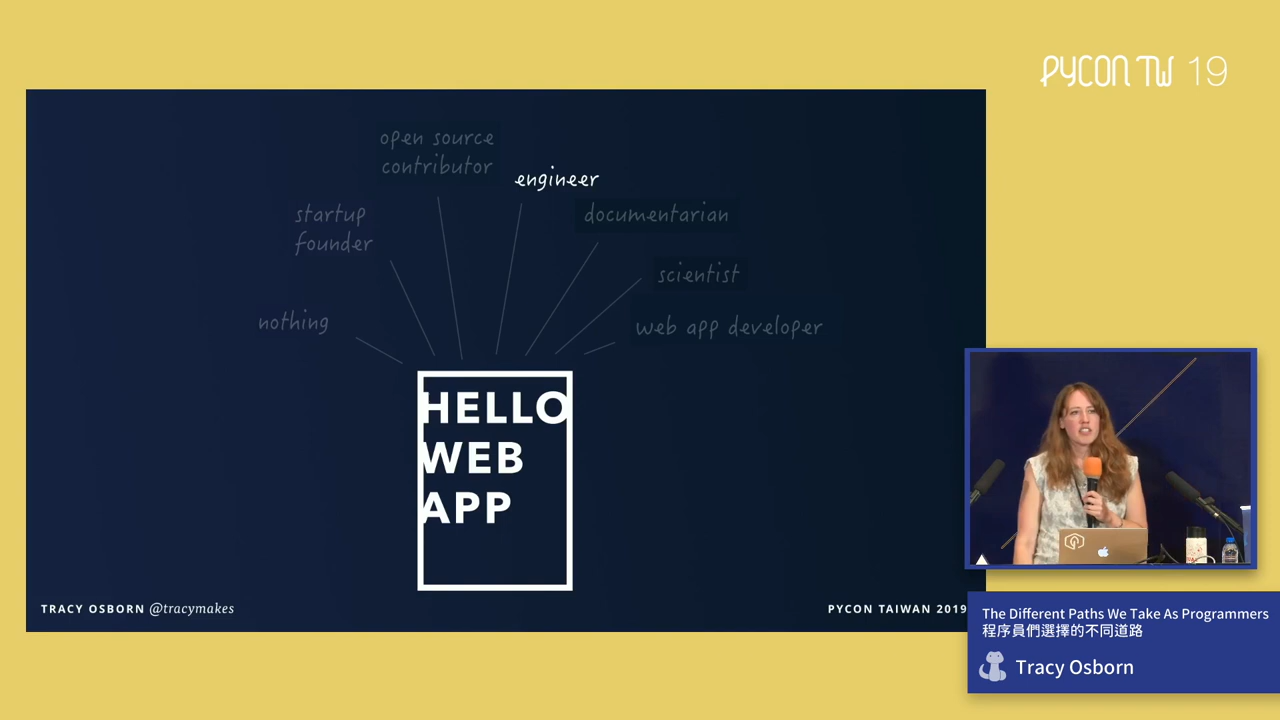 PYCON TW 19
open source
contributor
engineer
startup
founder
documentarian
scientist
nothing
web app developer
HELLO
WEB
APP
TRACY OSBORN @tracymakes
PYCON TAIWAN 2019
The Different Paths We Take As Programmers
程序員們選擇的不同道路
Tracy Osborn